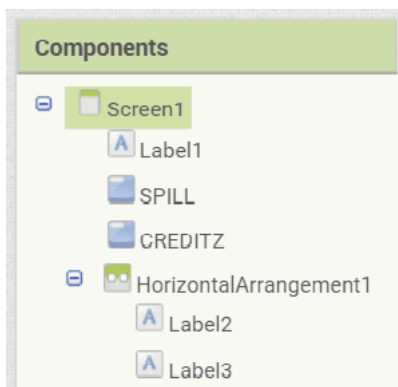 Components
Screen1
Label1
SPILL
CREDITZ
HorizontalArrangement1
Label2
Label3